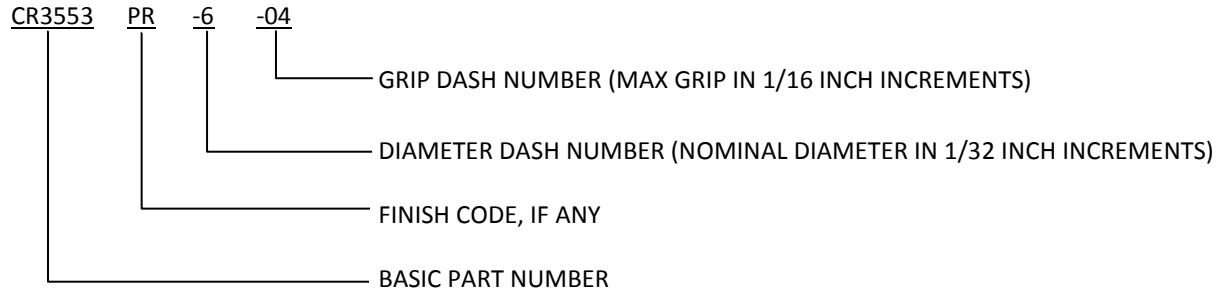 CR3553 PR -6 -04
GRIP DASH NUMBER (MAX GRIP IN 1/16 INCH INCREMENTS)
DIAMETER DASH NUMBER (NOMINAL DIAMETER IN 1/32 INCH INCREMENTS)
FINISH CODE, IF ANY
BASIC PART NUMBER